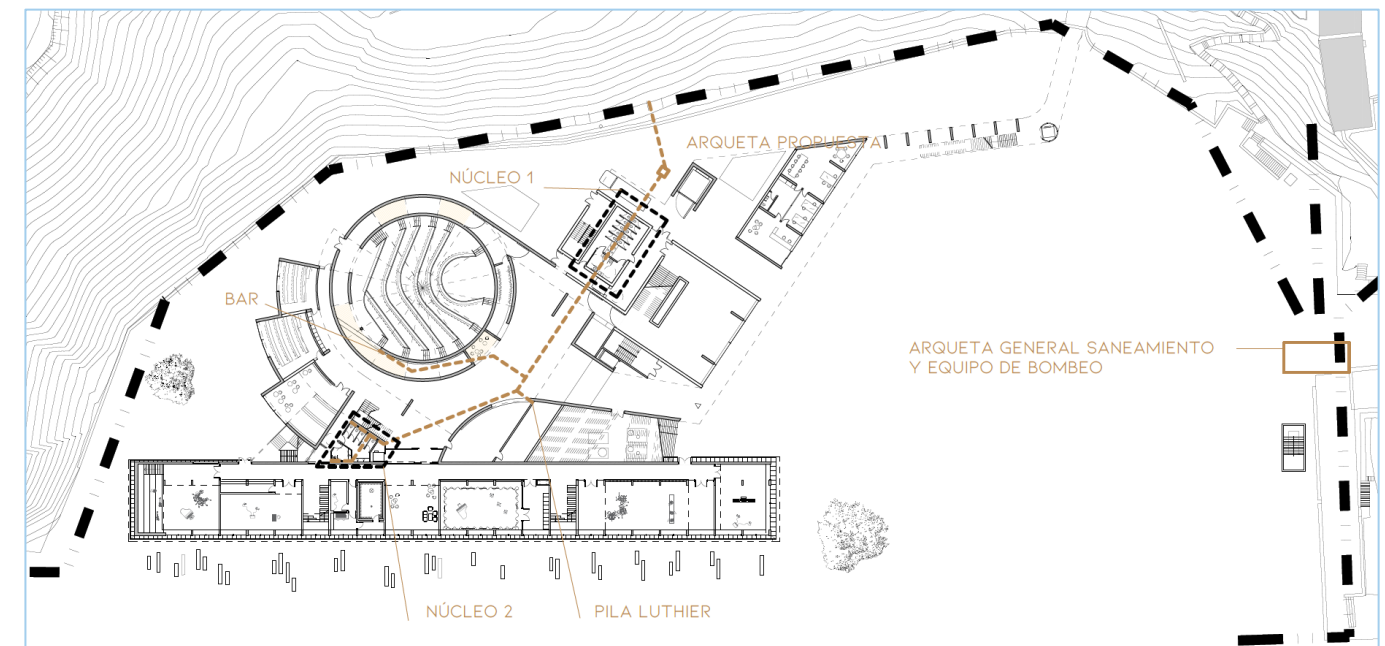 ARQUETA PROPUESTA
NÚCLEO 1
BAR
ARQUETA GENERAL SANEAMIENTO
Y EQUIPO DE BOMBEO
NÚCLEO 2
PILA LUTHIER